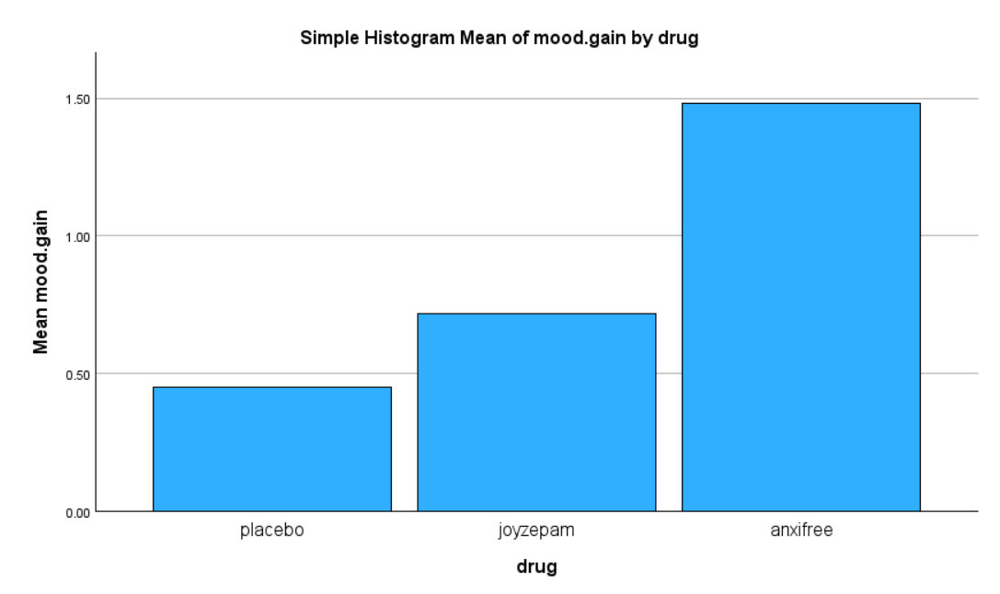 Simple Histogram Mean of mood.gain by drug
Mean mood.gain
1.50
1.00
0.50
0.00
placebo
joyzepam
anxifree
drug